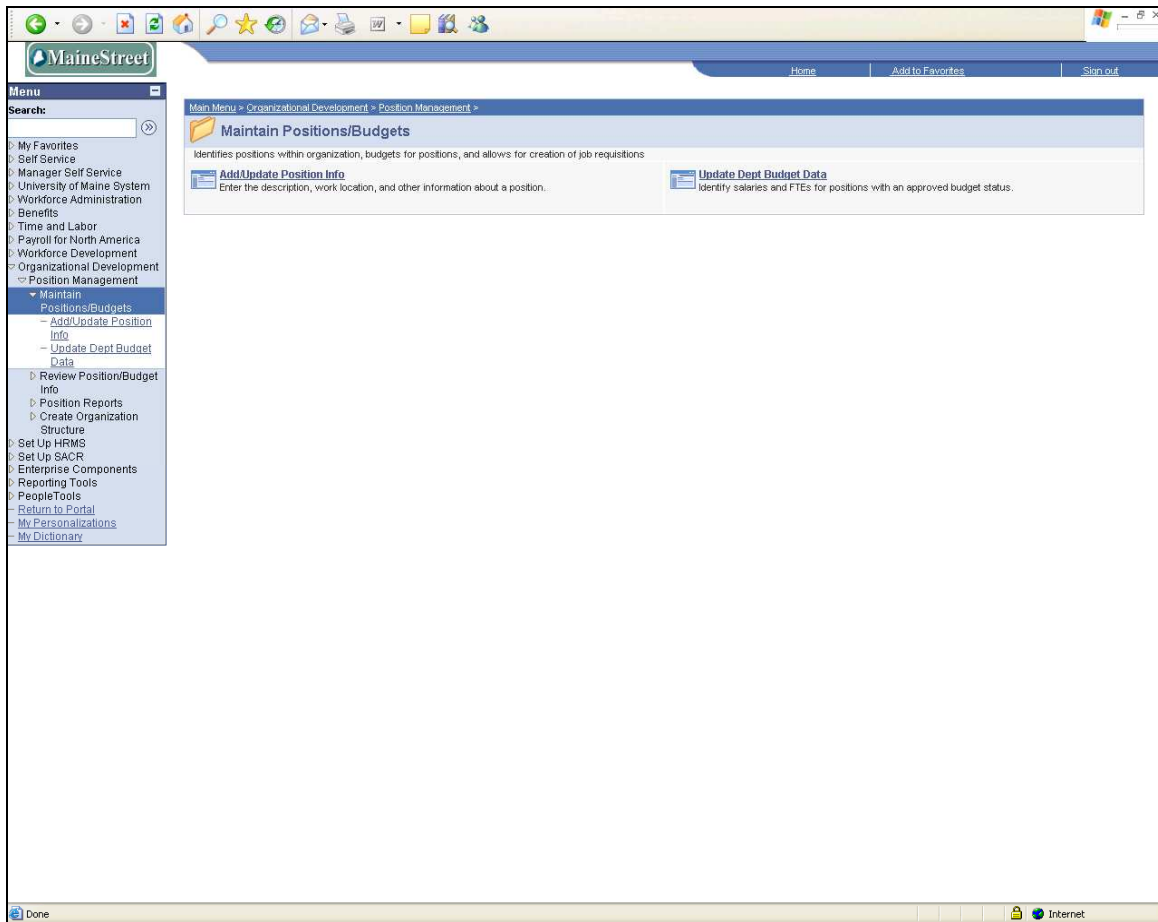 MaineStreet
Home
Add to Favorites
Sign out
Menu
Search:
My Favorites
Self Service
Manager Self Service
University of Maine System
Workforce Administration
Benefits
Time and Labor
Payroll for North America
Workforce Development
Organizational Development
Position Management
Maintain
Positions/Budgets
– Add/Update Position
Info
– Update Dept Budget
Data
Review Position/Budget
Info
Position Reports
Create Organization
Structure
Set Up HRMS
Set Up SACR
Enterprise Components
Reporting Tools
PeopleTools
– Return to Portal
– My Personalizations
– My Dictionary
Main Menu > Organizational Development > Position Management >
Maintain Positions/Budgets
Identifies positions within organization, budgets for positions, and allows for creation of job requisitions
Add/Update Position Info
Enter the description, work location, and other information about a position.
Update Dept Budget Data
Identify salaries and FTEs for positions with an approved budget status.
Done
Internet